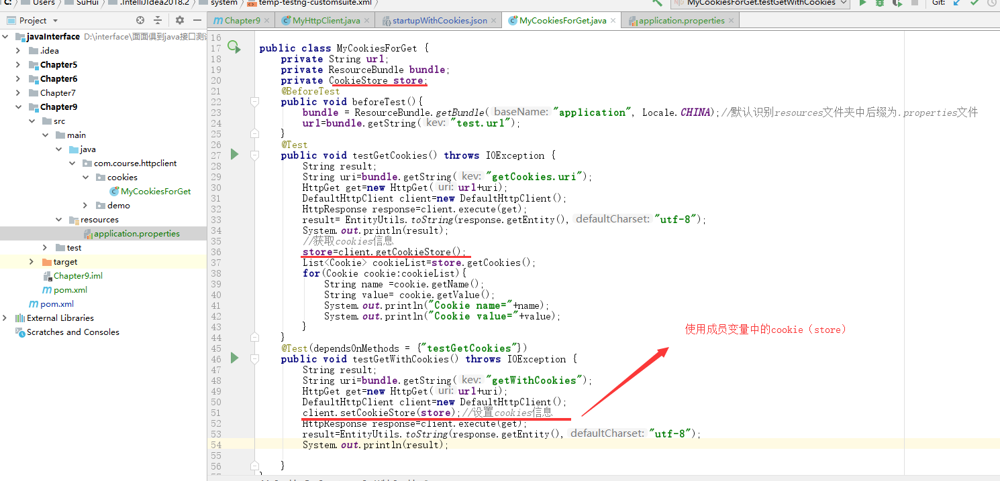 C: Users SuHui .IntelliJIdea2018.2 system temp-testng-customsuite.xml
MyCookiesForGet.testGetWithCookies Git:
Project
Chapter9 MyHttpClient.java startupWithCookies.json MyCookiesForGet.java application.properties
javaInterface D:\interface\面面俱到java接口测试
.idea
Chapter5
Chapter6
Chapter7
Chapter9
src
main
java
com.course.httpclient
cookies
MyCookiesForGet
demo
resources
application.properties
test
target
Chapter9.iml
pom.xml
pom.xml
External Libraries
Scratches and Consoles
16
17 public class MyCookiesForGet {
18 private String url;
19 private ResourceBundle bundle;
20 private CookieStore store;
21 @BeforeTest
22 public void beforeTest(){
23 bundle = ResourceBundle.getBundle( baseName: "application", Locale.CHINA);//默认识别resources文件夹中后缀为.properties文件
24 url=bundle.getString( key: "test.url");
25 }
26 @Test
27 public void testGetCookies() throws IOException {
28 String result;
29 String uri=bundle.getString( key: "getCookies.uri");
30 HttpGet get=new HttpGet( uri: url+uri);
31 DefaultHttpClient client=new DefaultHttpClient();
32 HttpResponse response=client.execute(get);
33 result= EntityUtils.toString(response.getEntity(), defaultCharset: "utf-8");
34 System.out.println(result);
35 //获取cookies信息
36 store=client.getCookieStore();
37 List<Cookie> cookieList=store.getCookies();
38 for(Cookie cookie:cookieList){
39 String name =cookie.getName();
40 String value= cookie.getValue();
41 System.out.println("Cookie name="+name);
42 System.out.println("Cookie value="+value);
43 }
44 }
45 @Test(dependsOnMethods = {"testGetCookies"})
46 public void testGetWithCookies() throws IOException {
47 String result;
48 String uri=bundle.getString( key: "getWithCookies");
49 HttpGet get=new HttpGet( uri: url+uri);
50 DefaultHttpClient client=new DefaultHttpClient();
51 client.setCookieStore(store);//设置cookies信息
52 HttpResponse response=client.execute(get);
53 result=EntityUtils.toString(response.getEntity(), defaultCharset: "utf-8");
54 System.out.println(result);
55
56 }
使用成员变量中的cookie（store）